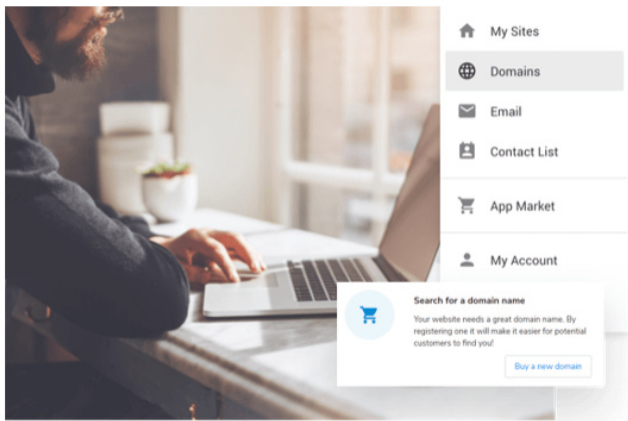 My Sites
Domains
Email
Contact List
App Market
My Account
Search for a domain name
Your website needs a great domain name. By
registering one it will make it easier for potential
customers to find you!
Buy a new domain